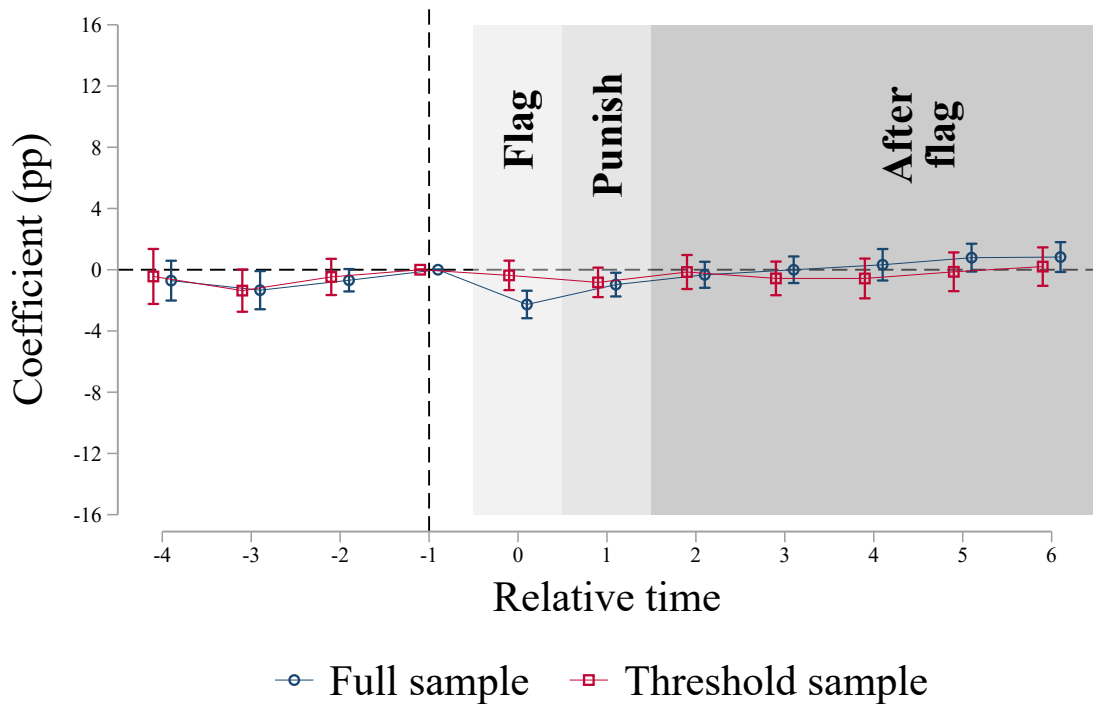 16
12
8
4
0
-4
-8
-12
-16
Coefficient (pp)
Flag
Punish
After
flag
-4 -3 -2 -1 0 1 2 3 4 5 6
Relative time
Full sample Threshold sample